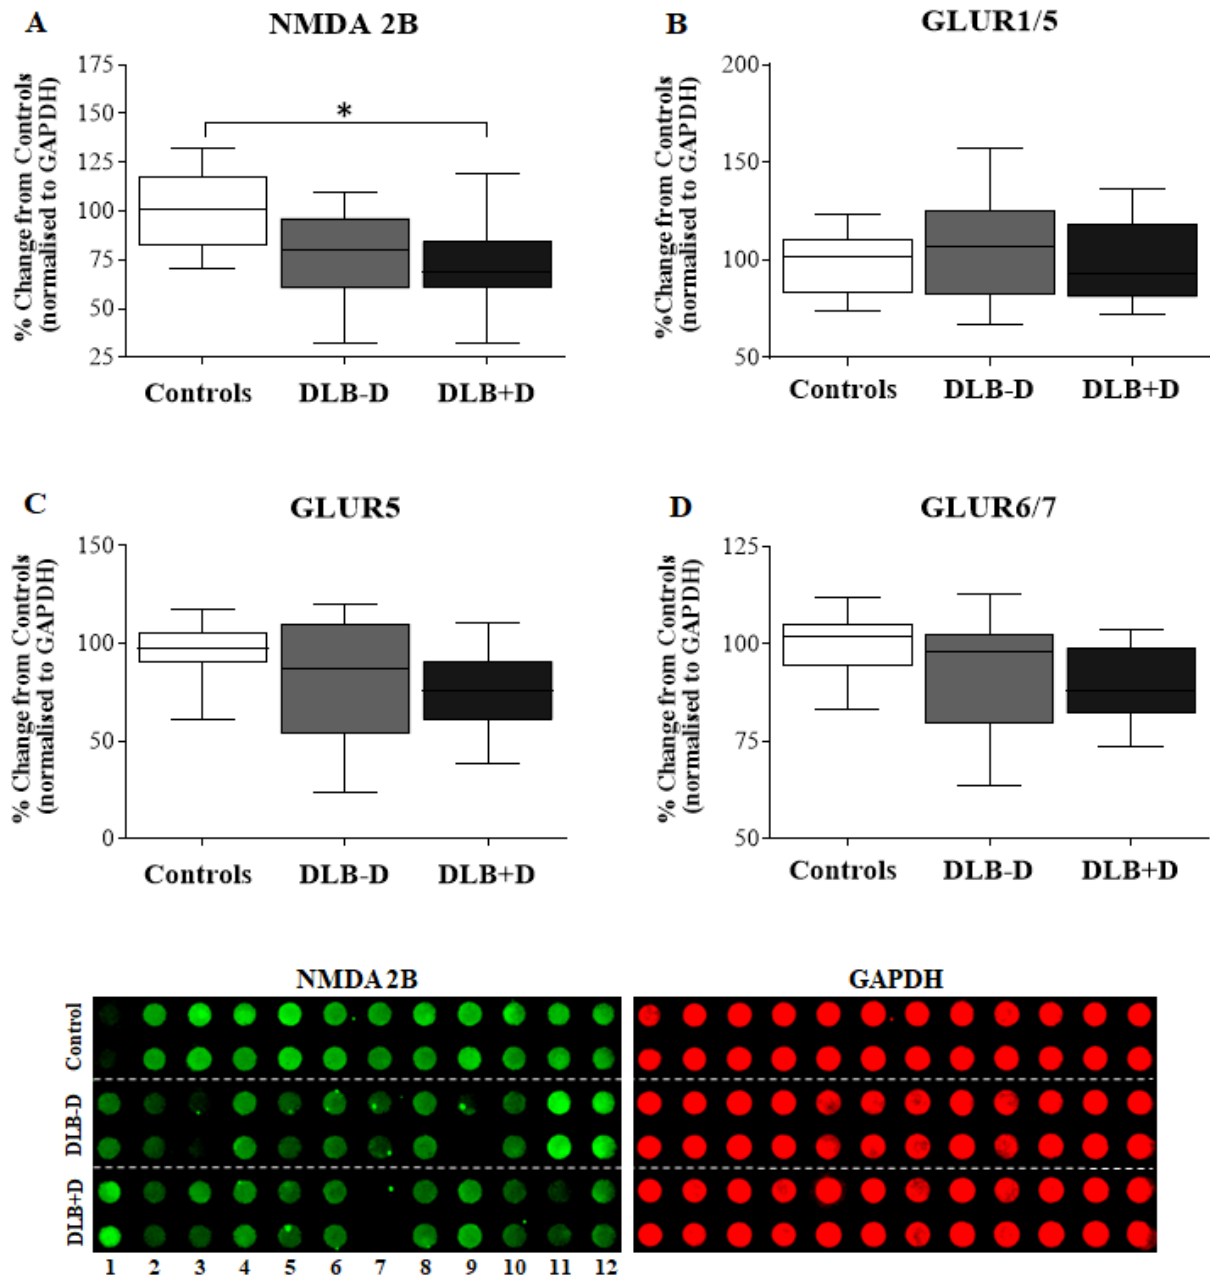 A
NMDA 2B
% Change from Controls
(normalised to GAPDH)
175
150
125
100
75
50
25
*
Controls DLB-D DLB+D
B
GLUR1/5
%Change from Controls
(normalised to GAPDH)
200
150
100
50
Controls DLB-D DLB+D
C
GLUR5
% Change from Controls
(normalised to GAPDH)
150
100
50
0
Controls DLB-D DLB+D
D
GLUR6/7
% Change from Controls
(normalised to GAPDH)
125
100
75
50
Controls DLB-D DLB+D
NMDA 2B
GAPDH
Control
DLB-D
DLB+D
1 2 3 4 5 6 7 8 9 10 11 12